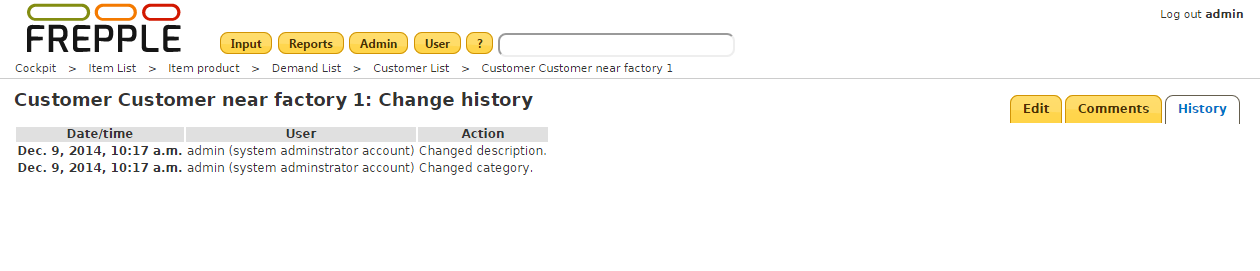 Log out admin
FREPPLE
Input Reports Admin User ?
Cockpit > Item List > Item product > Demand List > Customer List > Customer Customer near factory 1
Customer Customer near factory 1: Change history
Edit Comments History
Date/time User Action
Dec. 9, 2014, 10:17 a.m. admin (system adminstrator account) Changed description.
Dec. 9, 2014, 10:17 a.m. admin (system adminstrator account) Changed category.